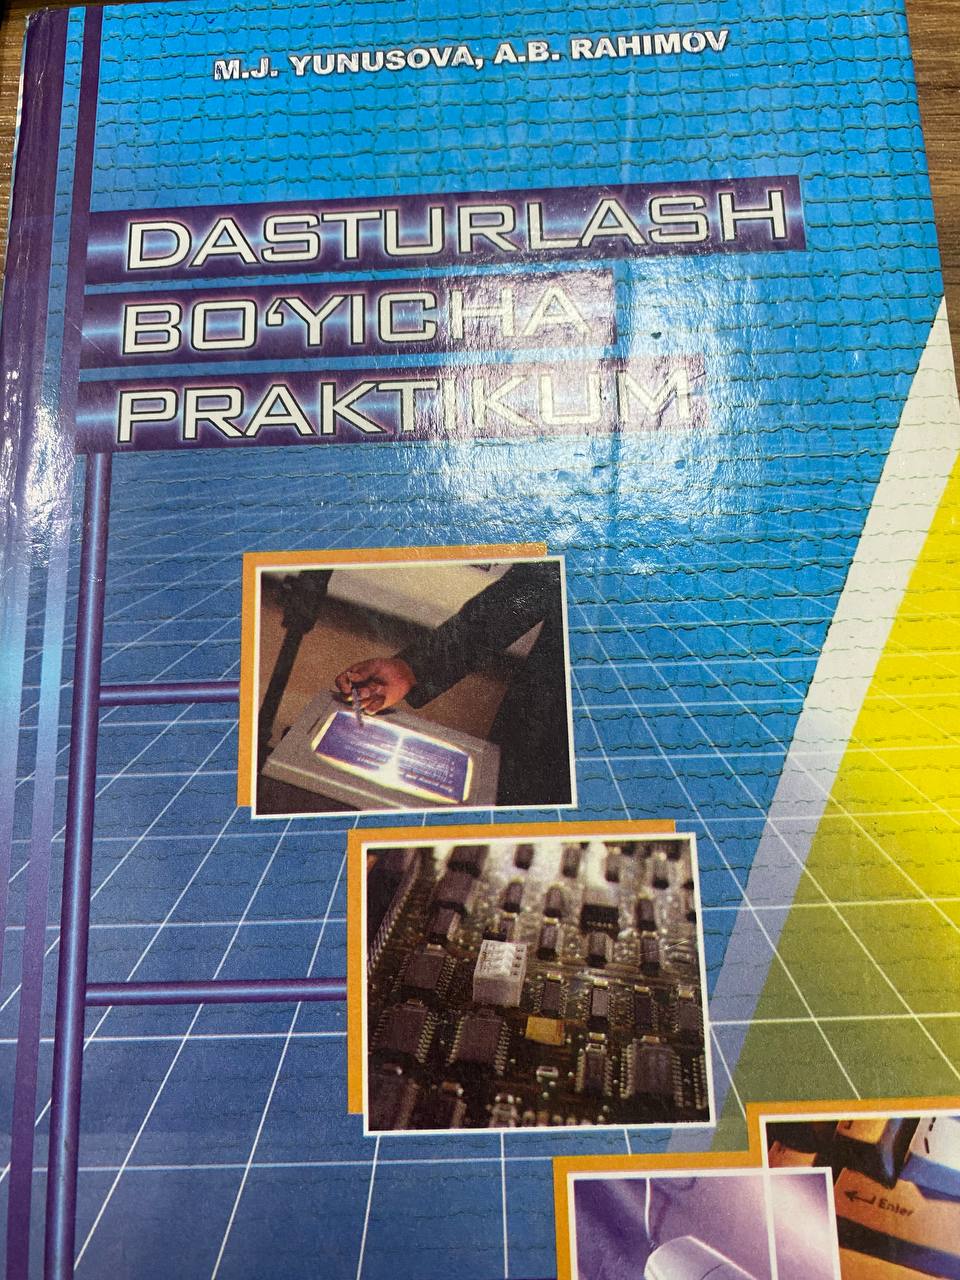 M.J. YUNUSOVA, A.B. RAHIMOV
DASTURLASH
BO‘YICHA
PRAKTIKUM
Enter